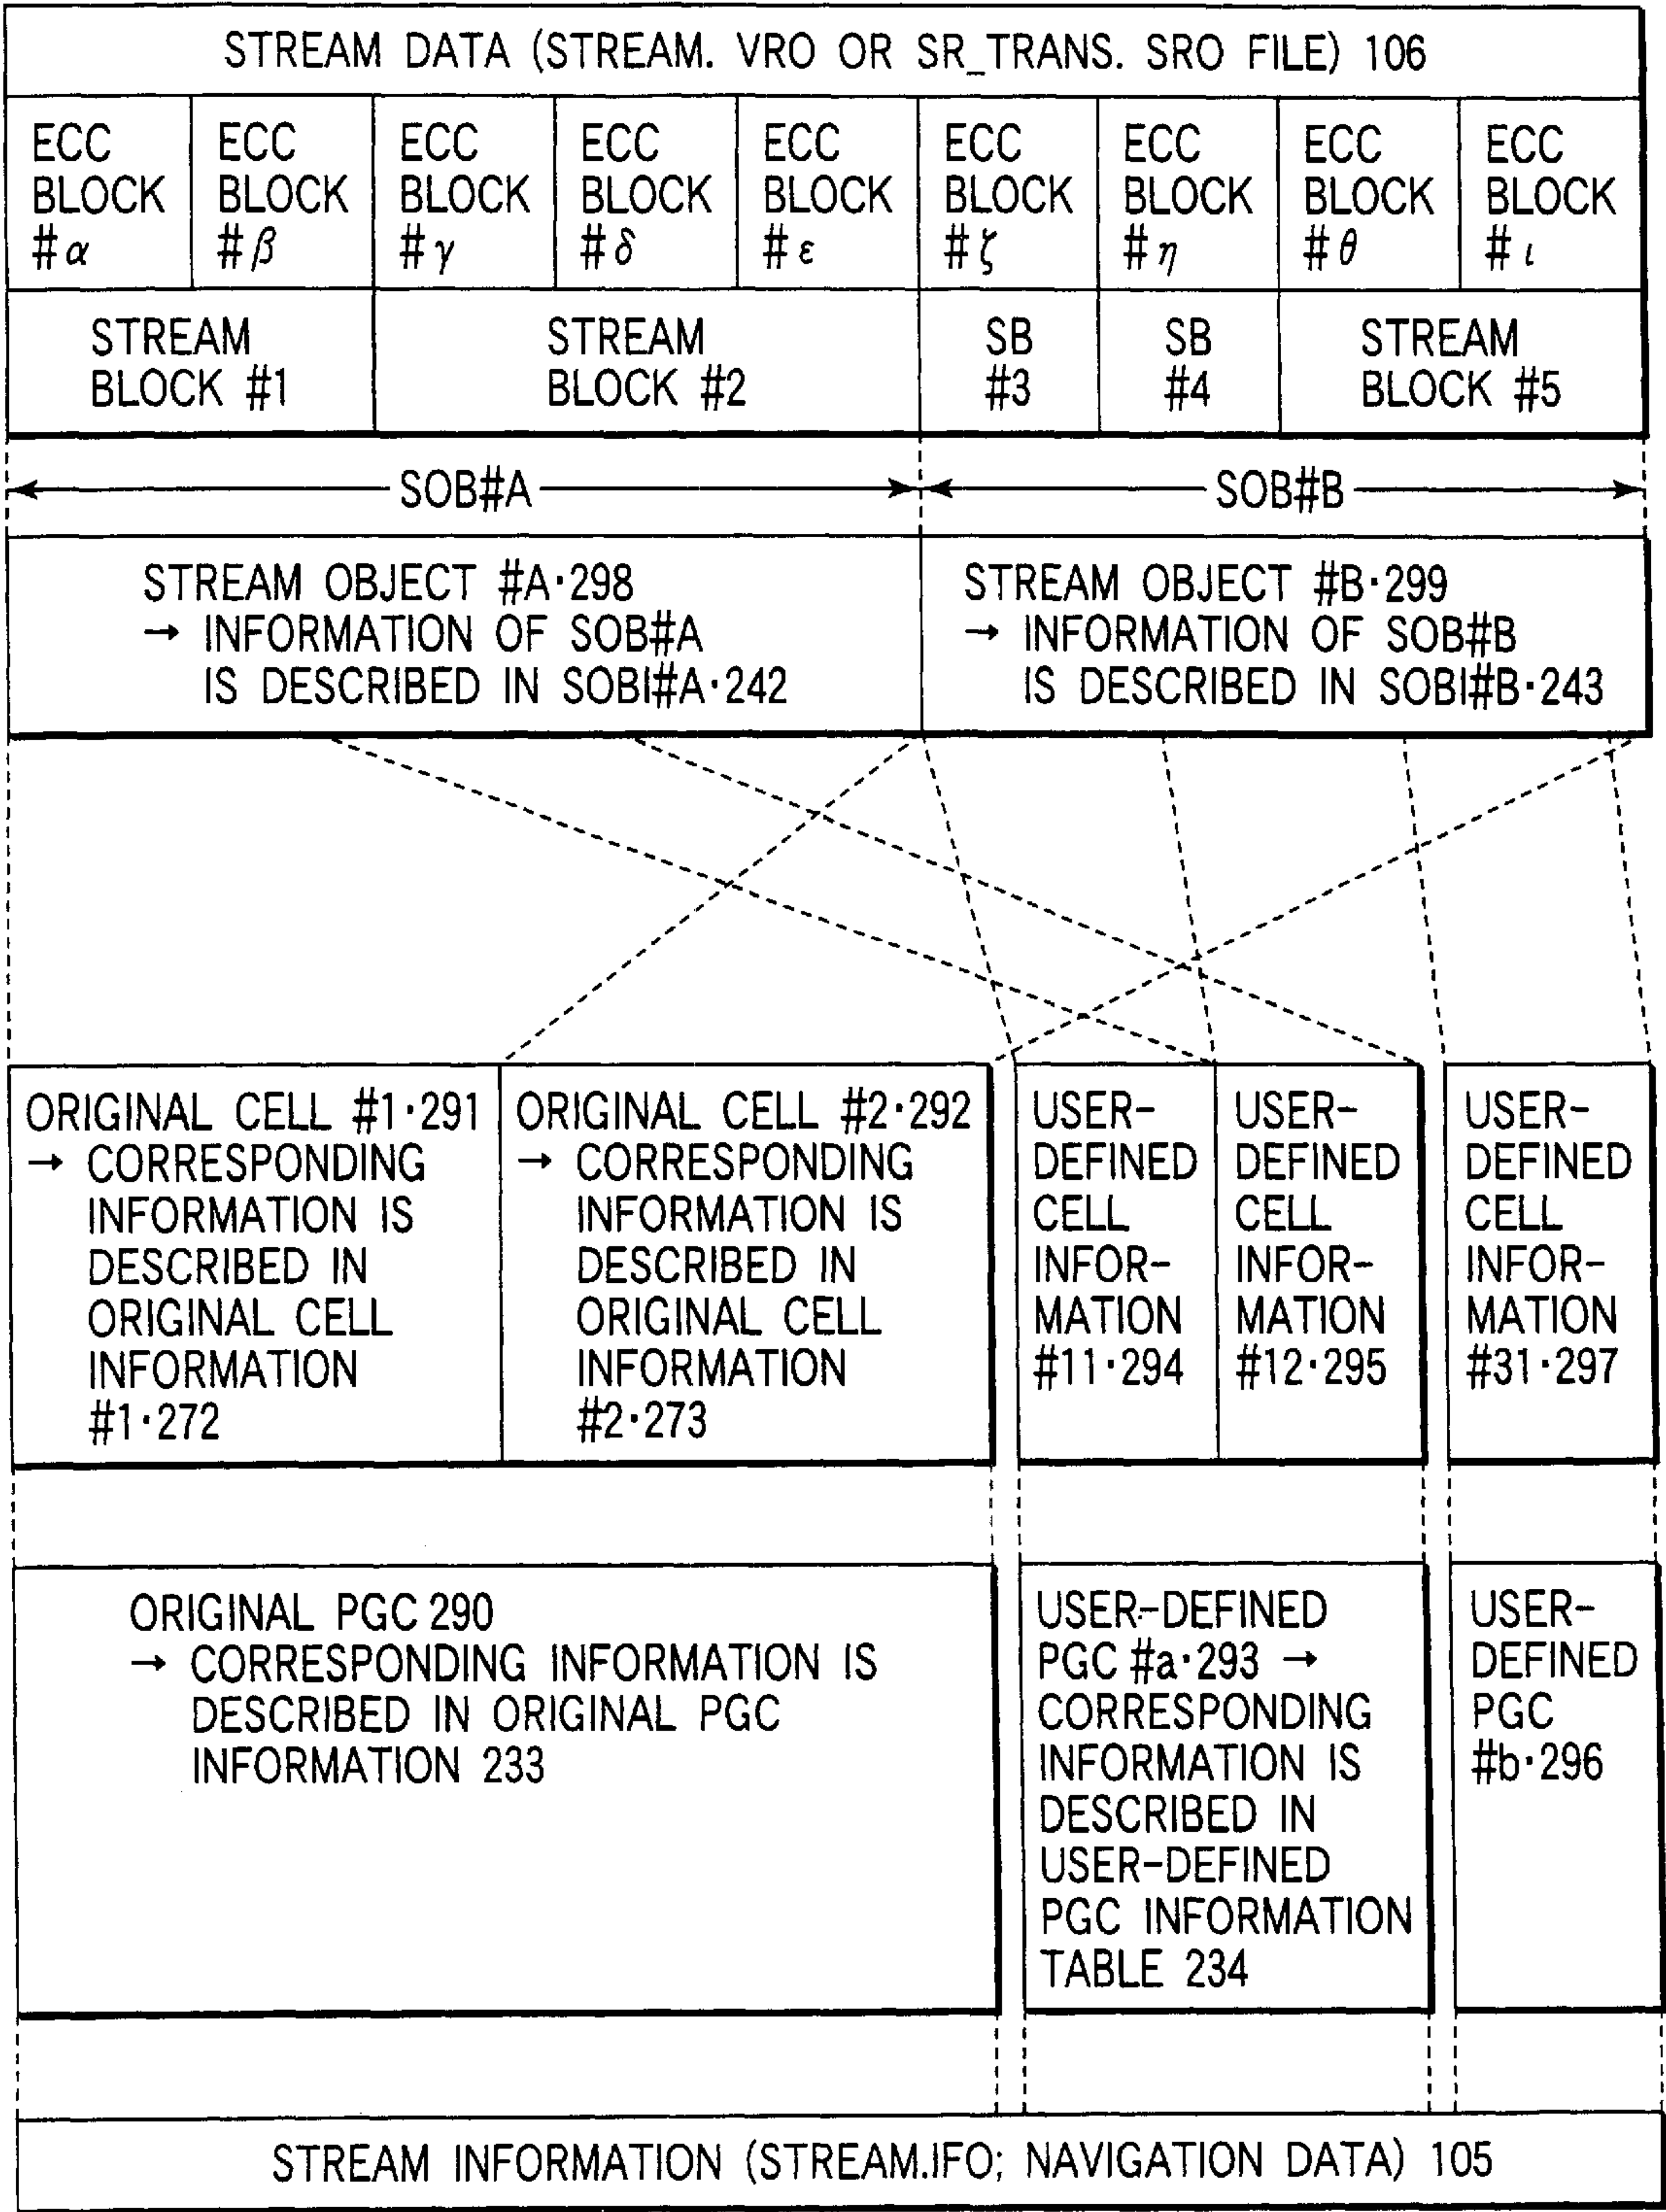 STREAM DATA (STREAM. VRO OR SR_TRANS. SRO FILE) 106
ECC BLOCK #α
ECC BLOCK #β
ECC BLOCK #γ
ECC BLOCK #δ
ECC BLOCK #ε
ECC BLOCK #ζ
ECC BLOCK #η
ECC BLOCK #θ
ECC BLOCK #ι
STREAM
BLOCK #1
STREAM
BLOCK #2
SB
#3
SB
#4
STREAM
BLOCK #5
SOB#A
SOB#B
STREAM OBJECT #A·298
→ INFORMATION OF SOB#A
IS DESCRIBED IN SOBI#A·242
STREAM OBJECT #B·299
→ INFORMATION OF SOB#B
IS DESCRIBED IN SOBI#B·243
ORIGINAL CELL #1·291
→ CORRESPONDING
INFORMATION IS
DESCRIBED IN
ORIGINAL CELL
INFORMATION
#1·272
ORIGINAL CELL #2·292
→ CORRESPONDING
INFORMATION IS
DESCRIBED IN
ORIGINAL CELL
INFORMATION
#2·273
USER-
DEFINED
CELL
INFOR-
MATION
#11·294
USER-
DEFINED
CELL
INFOR-
MATION
#12·295
USER-
DEFINED
CELL
INFOR-
MATION
#31·297
ORIGINAL PGC 290
→ CORRESPONDING INFORMATION IS
DESCRIBED IN ORIGINAL PGC
INFORMATION 233
USER-DEFINED
PGC #a·293 →
CORRESPONDING
INFORMATION IS
DESCRIBED IN
USER-DEFINED
PGC INFORMATION
TABLE 234
USER-
DEFINED
PGC
#b·296
STREAM INFORMATION (STREAM.IFO; NAVIGATION DATA) 105